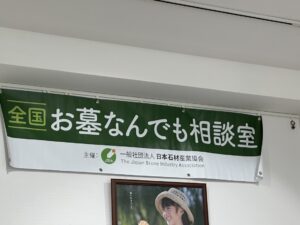 全国 お墓なんでも相談室
主催： 一般社団法人 日本石材産業協会
The Japan Stone Industry Association